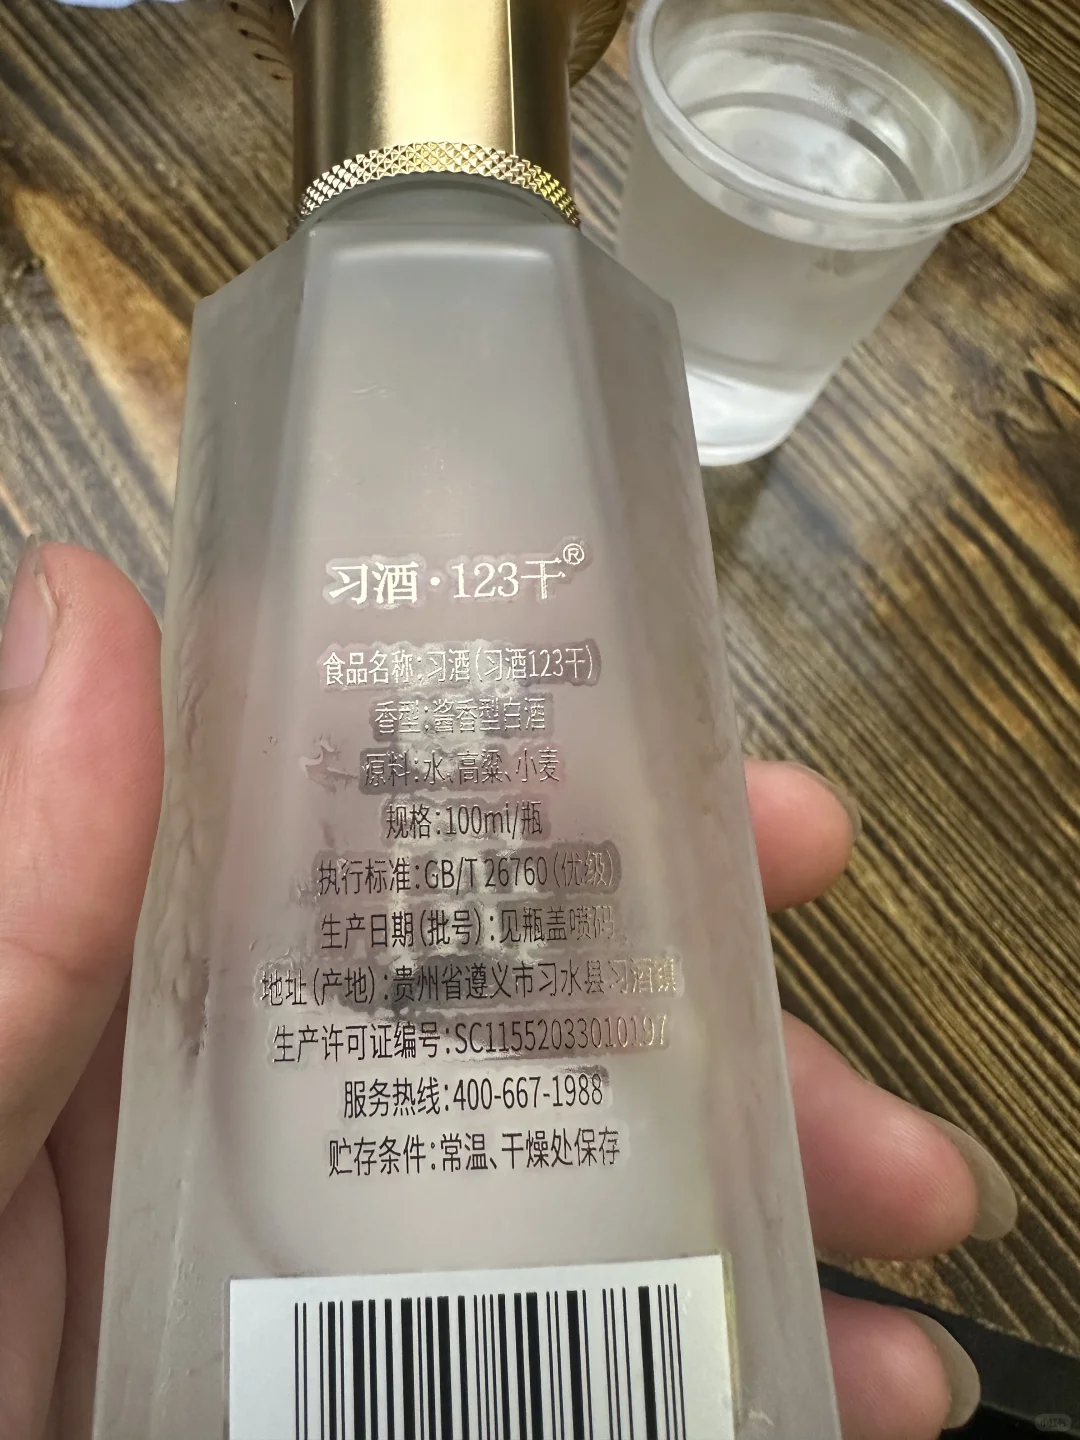 习酒·123干®
食品名称:习酒(习酒123干)
香型:酱香型白酒
原料:水、高粱、小麦
规格:100ml/瓶
执行标准:GB/T 26760(优级)
生产日期(批号):见瓶盖喷码
地址(产地):贵州省遵义市习水县习酒镇
生产许可证编号:SC11552033010197
服务热线:400-667-1988
贮存条件:常温、干燥处保存
小红书